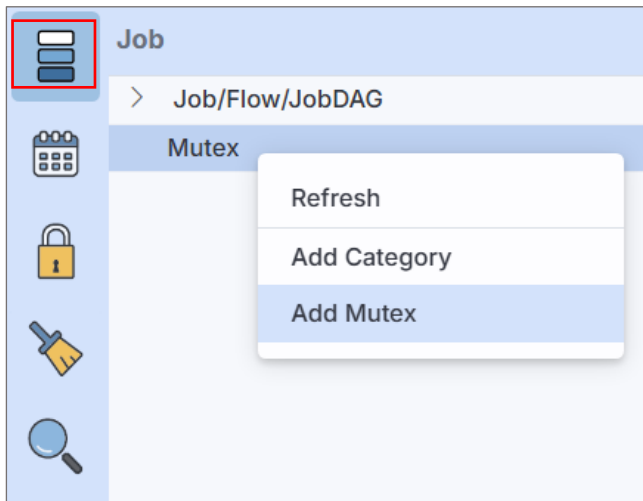 Job
Job/Flow/JobDAG
Mutex
Refresh
Add Category
Add Mutex